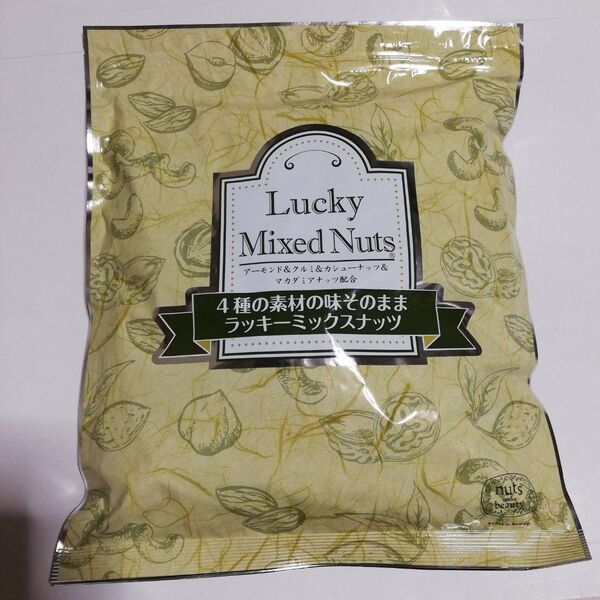 Lucky
Mixed Nuts®
アーモンド&クルミ&カシューナッツ&
マカダミアナッツ配合
4種の素材の味そのまま
ラッキーミックスナッツ
nuts
make
beauty